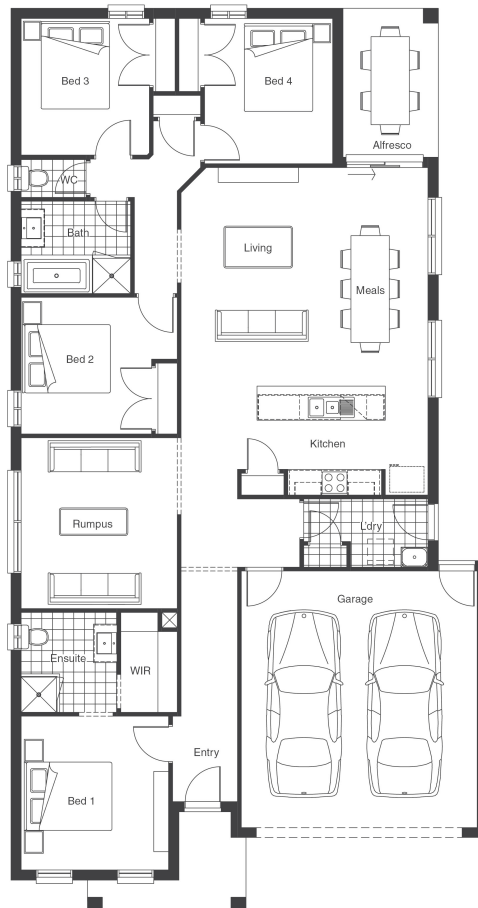 Bed 3
Bed 4
Alfresco
WC
Bath
Living
Meals
Bed 2
Kitchen
Rumpus
L'dry
Garage
Ensuite
WIR
Entry
Bed 1